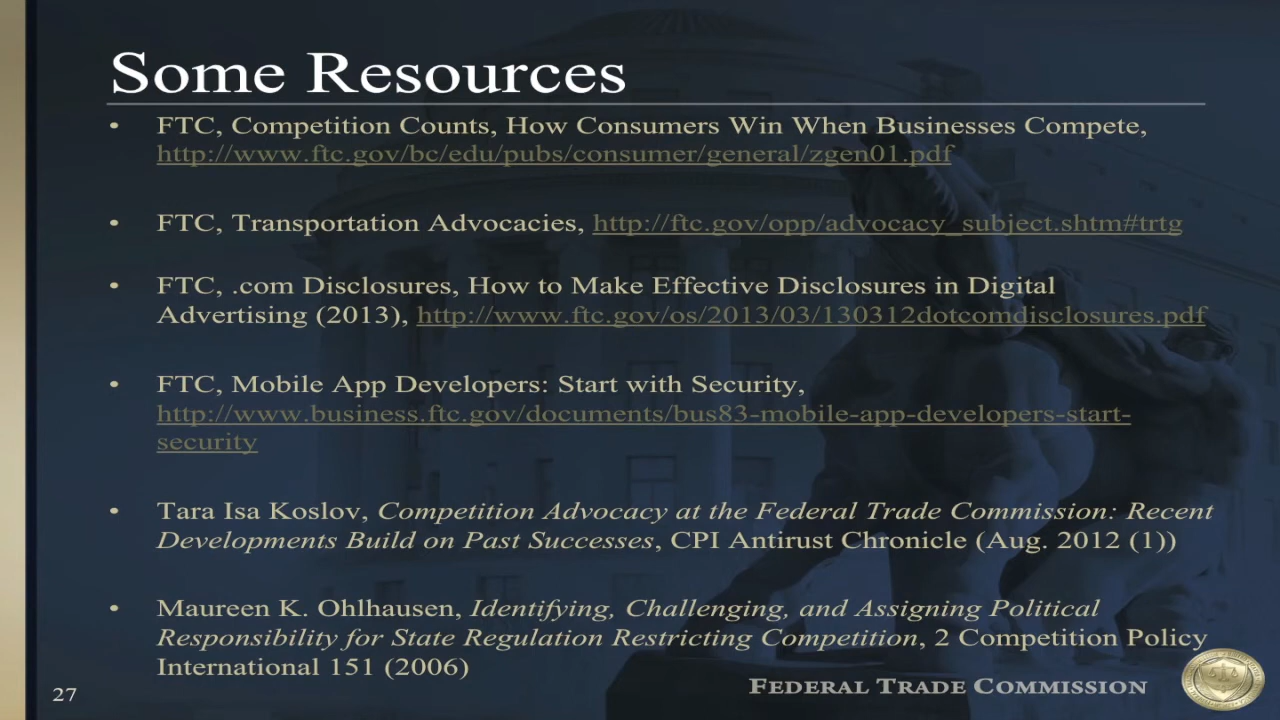 Some Resources
• FTC, Competition Counts, How Consumers Win When Businesses Compete,
http://www.ftc.gov/bc/edu/pubs/consumer/general/zgen01.pdf
• FTC, Transportation Advocacies, http://ftc.gov/opp/advocacy_subject.shtm#trtg
• FTC, .com Disclosures, How to Make Effective Disclosures in Digital
Advertising (2013), http://www.ftc.gov/os/2013/03/130312dotcomdisclosures.pdf
• FTC, Mobile App Developers: Start with Security,
http://www.business.ftc.gov/documents/bus83-mobile-app-developers-start-
security
• Tara Isa Koslov, Competition Advocacy at the Federal Trade Commission: Recent
Developments Build on Past Successes, CPI Antirust Chronicle (Aug. 2012 (1))
• Maureen K. Ohlhausen, Identifying, Challenging, and Assigning Political
Responsibility for State Regulation Restricting Competition, 2 Competition Policy
International 151 (2006)
27
FEDERAL TRADE COMMISSION